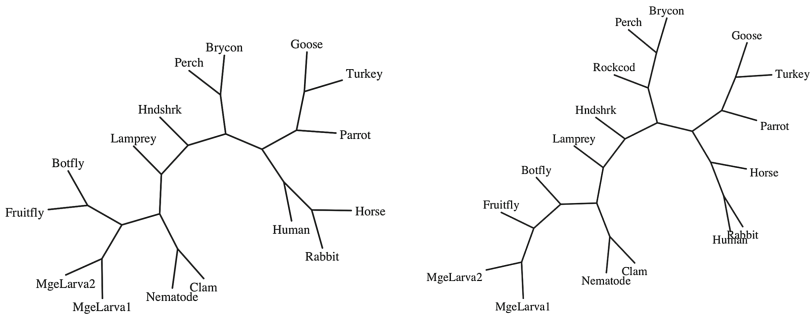 Brycon
Perch
Goose
Turkey
Hndshrk
Parrot
Lamprey
Botfly
Fruitfly
Horse
Human
Rabbit
MgeLarva2
Clam
Nematode
MgeLarva1
Brycon
Perch
Goose
Rockcod
Turkey
Hndshrk
Parrot
Lamprey
Botfly
Horse
Fruitfly
Rabbit
Human
MgeLarva2
Clam
Nematode
MgeLarva1